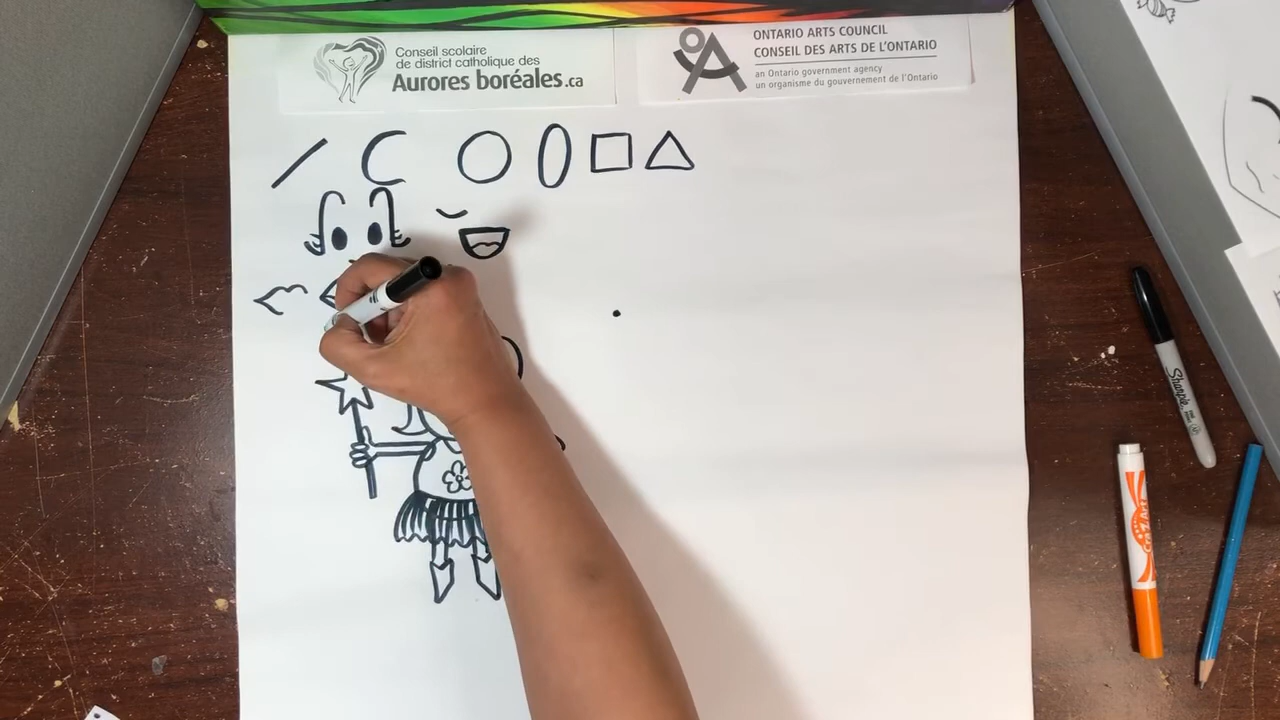 Conseil scolaire
de district catholique des
Aurores boréales.ca
ONTARIO ARTS COUNCIL
CONSEIL DES ARTS DE L'ONTARIO
an Ontario government agency
un organisme du gouvernement de l'Ontario
Sharpie